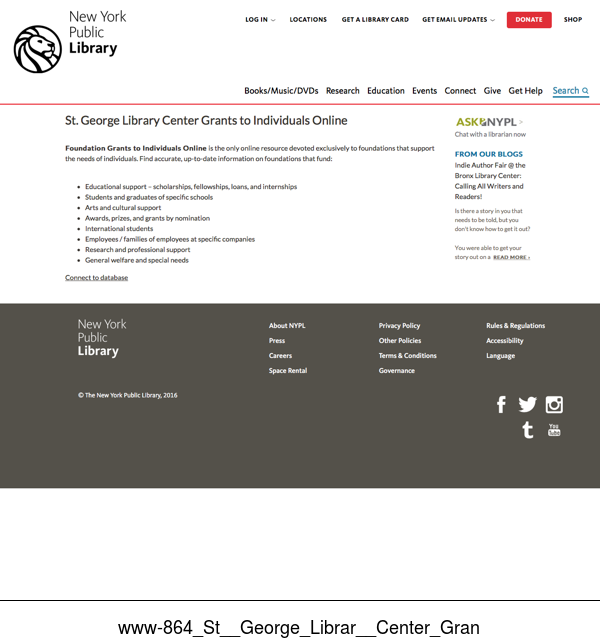 New York
Public
Library
LOG IN
LOCATIONS
GET A LIBRARY CARD
GET EMAIL UPDATES
DONATE
SHOP
Books/Music/DVDs
Research
Education
Events
Connect
Give
Get Help
Search
St. George Library Center Grants to Individuals Online
Foundation Grants to Individuals Online is the only online resource devoted exclusively to foundations that support
the needs of individuals. Find accurate, up-to-date information on foundations that fund:
Educational support – scholarships, fellowships, loans, and internships
Students and graduates of specific schools
Arts and cultural support
Awards, prizes, and grants by nomination
International students
Employees / families of employees at specific companies
Research and professional support
General welfare and special needs
Connect to database
ASK NYPL >
Chat with a librarian now
FROM OUR BLOGS
Indie Author Fair @ the
Bronx Library Center:
Calling All Writers and
Readers!
Is there a story in you that
needs to be told, but you
don't know how to get it out?
You were able to get your
story out on a READ MORE ›
New York
Public
Library
About NYPL
Press
Careers
Space Rental
Privacy Policy
Other Policies
Terms & Conditions
Governance
Rules & Regulations
Accessibility
Language
© The New York Public Library, 2016
You
Tube
www-864_St__George_Librar__Center_Gran